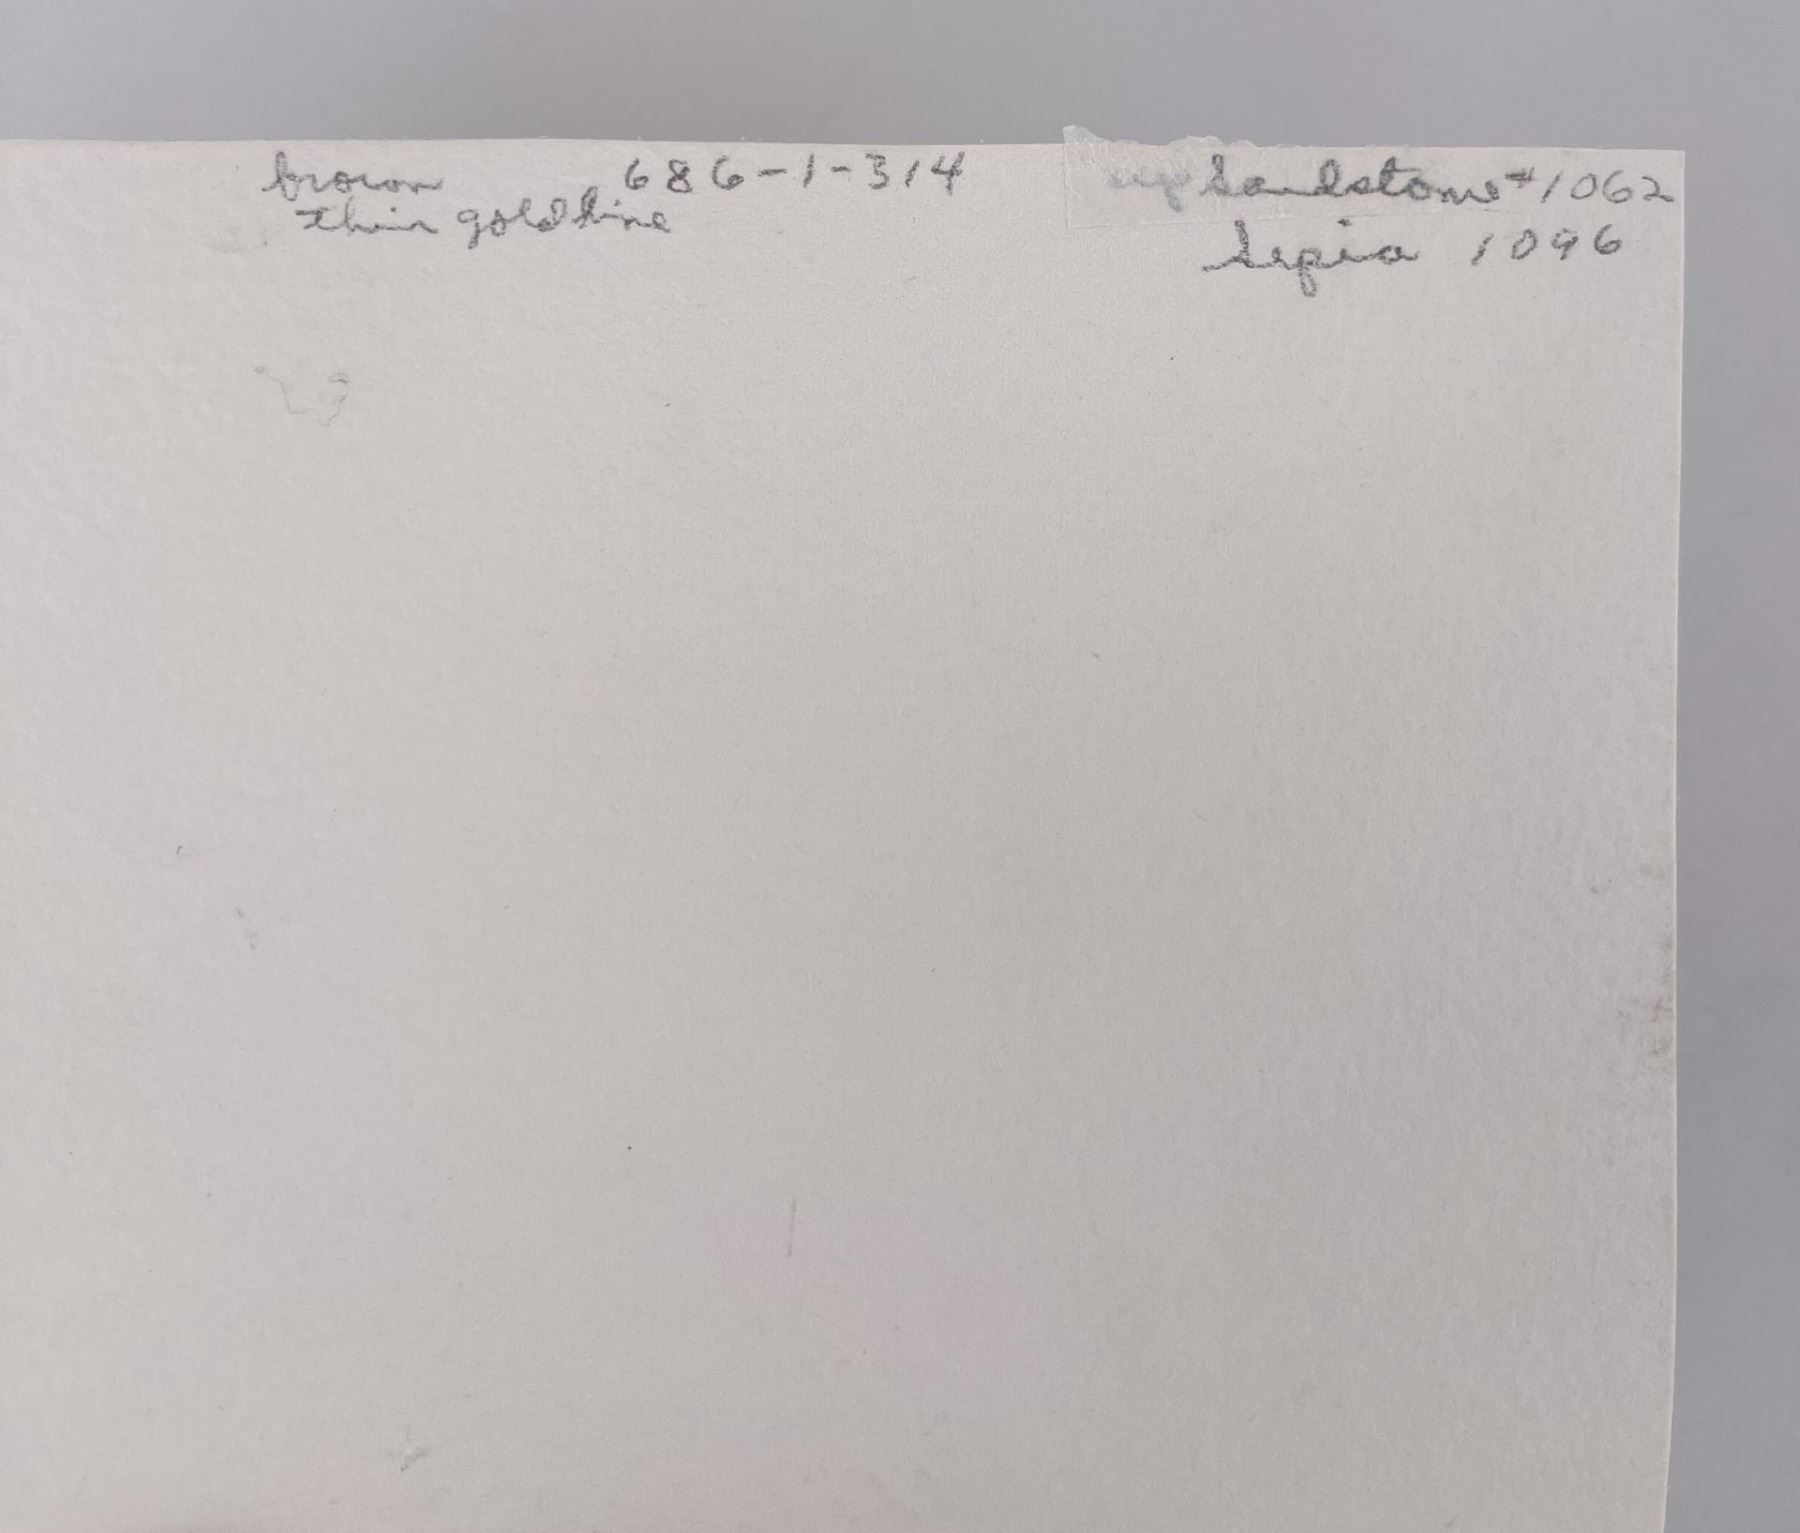 brown 686-1-314
thin gold line
Sandstone #1062
Sepia 1096